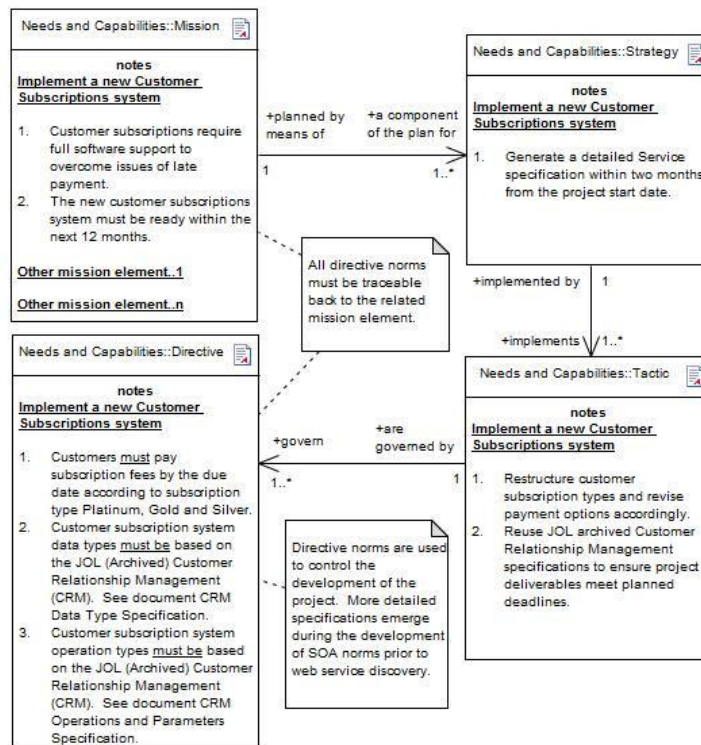 Needs and Capabilities::Mission
notes
Implement a new Customer
Subscriptions system
1. Customer subscriptions require
full software support to
overcome issues of late
payment.
2. The new customer subscriptions
system must be ready within the
next 12 months.
Other mission element..1
Other mission element..n
+planned by
means of
1
+a component
of the plan for
1..*
Needs and Capabilities::Strategy
notes
Implement a new Customer
Subscriptions system
1. Generate a detailed Service
specification within two months
from the project start date.
All directive norms
must be traceable
back to the related
mission element.
+implemented by
1
+implements
1..*
Needs and Capabilities::Directive
notes
Implement a new Customer
Subscriptions system
1. Customers must pay
subscription fees by the due
date according to subscription
type Platinum, Gold and Silver.
2. Customer subscription system
data types must be based on
the JOL (Archived) Customer
Relationship Management
(CRM). See document CRM
Data Type Specification.
3. Customer subscription system
operation types must be based
on the JOL (Archived) Customer
Relationship Management
(CRM). See document CRM
Operations and Parameters
Specification.
+govern
1..*
+are
governed by
1
Directive norms are used
to control the
development of the
project. More detailed
specifications emerge
during the development
of SOA norms prior to
web service discovery.
Needs and Capabilities::Tactic
notes
Implement a new Customer
Subscriptions system
1. Restructure customer
subscription types and revise
payment options accordingly.
2. Reuse JOL archived Customer
Relationship Management
specifications to ensure project
deliverables meet planned
deadlines.